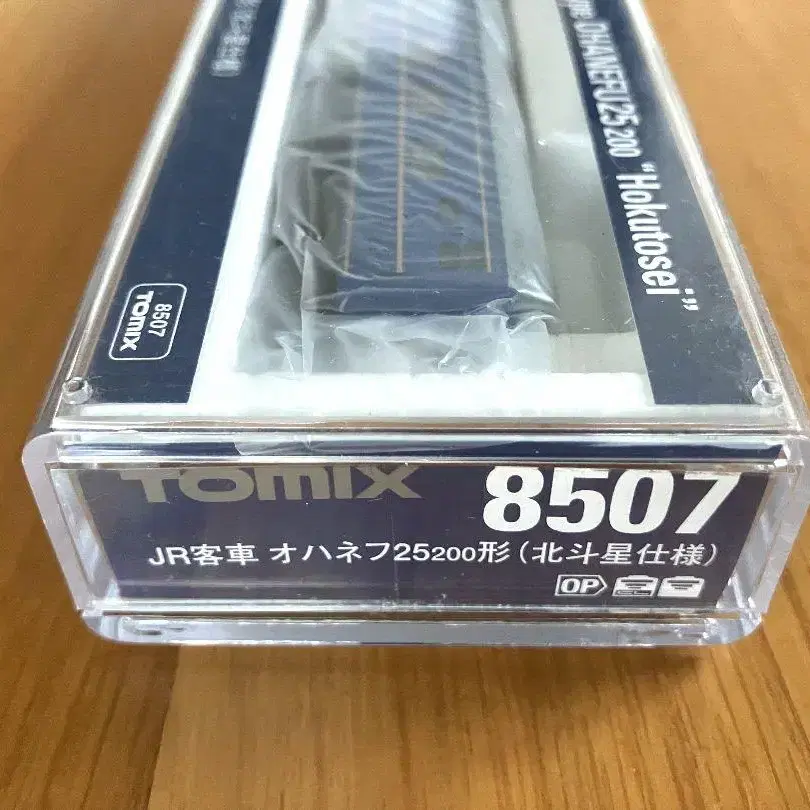 OHANEFU25 200 "Hokutosei"
8507
TOMIX
TOMIX 8507
JR客車 オハネフ25200形(北斗星仕様)
OP